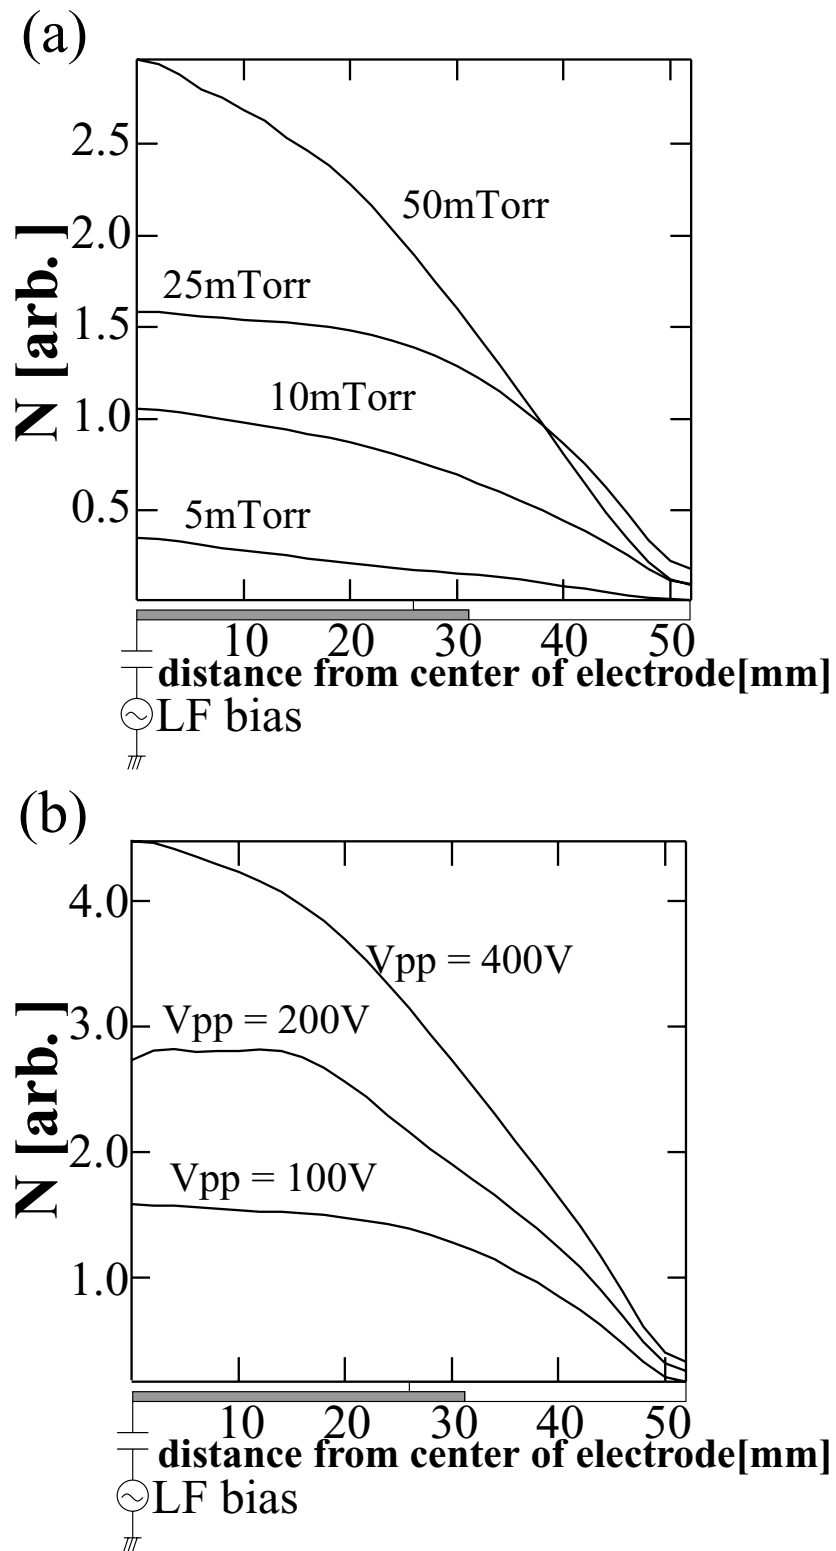 (a)
2.5
50mTorr
2.0
25mTorr
1.5
10mTorr
1.0
5mTorr
0.5
N [arb.]
10 20 30 40 50
distance from center of electrode[mm]
LF bias
(b)
4.0
Vpp = 400V
3.0
Vpp = 200V
2.0
Vpp = 100V
1.0
N [arb.]
10 20 30 40 50
distance from center of electrode[mm]
LF bias